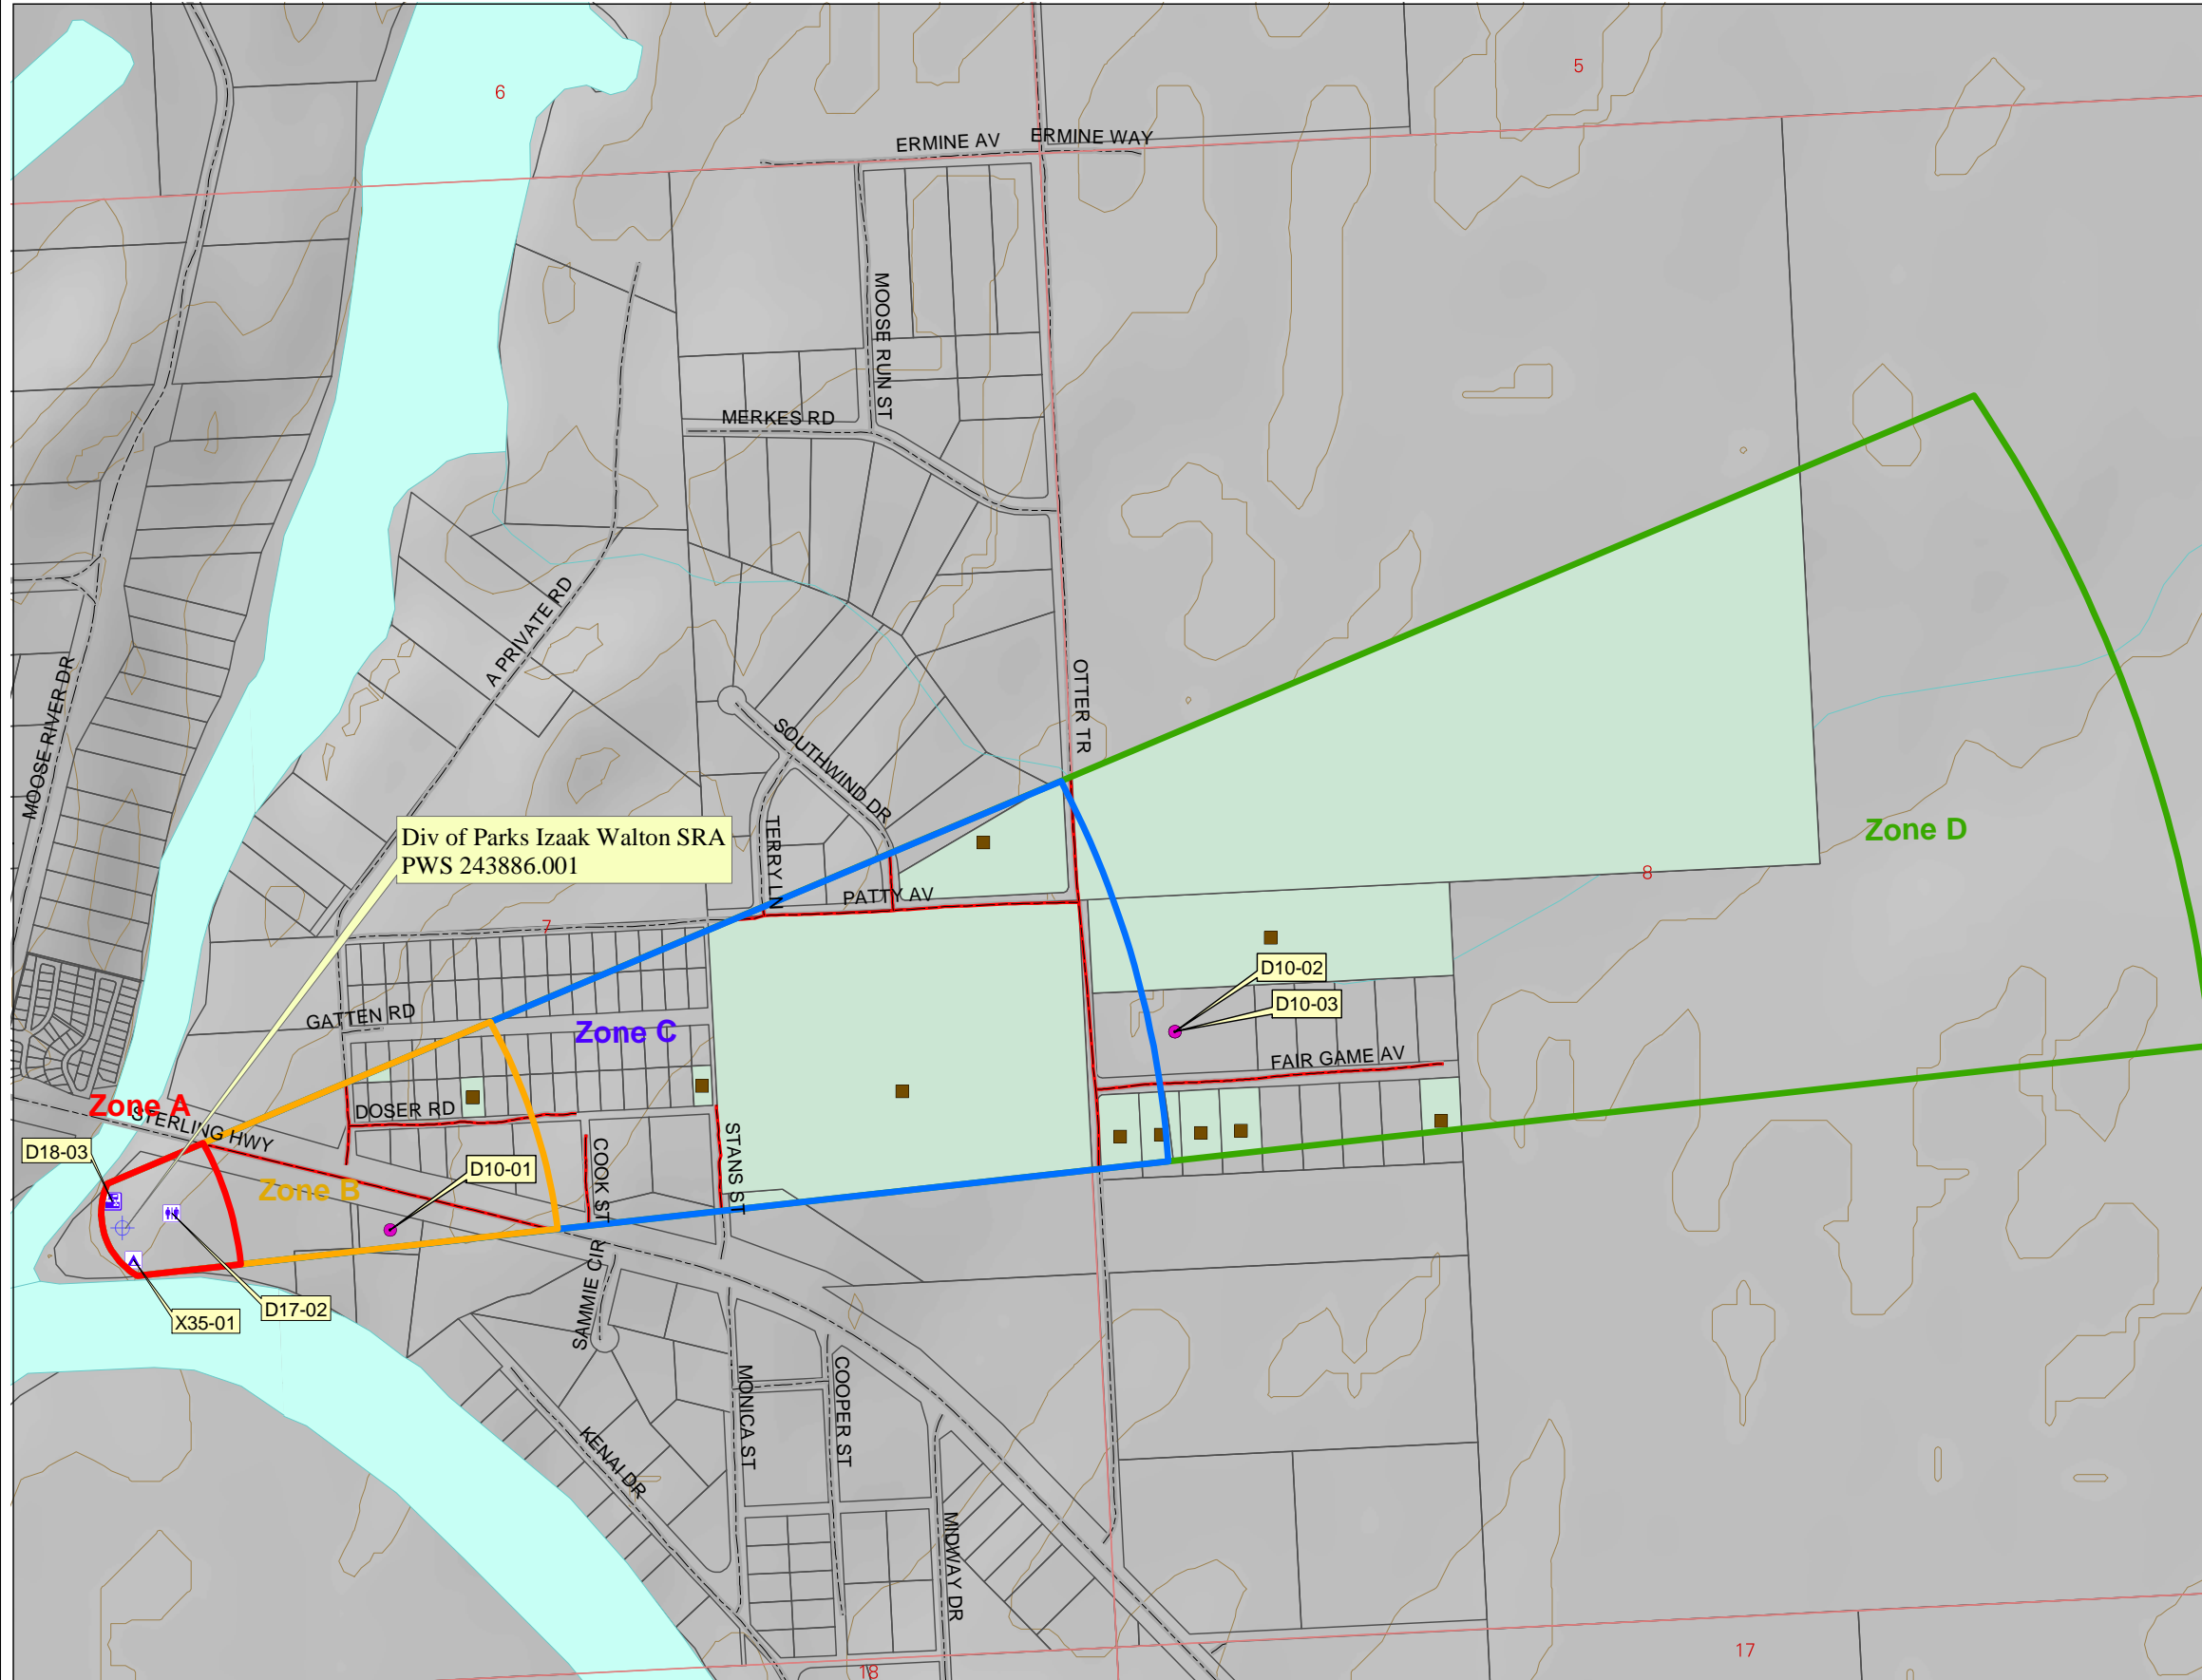 5
6
ERMINE AV
ERMINE WAY
MOOSE RUN ST
MERKES RD
A PRIVATE RD
MOOSE RIVER DR
OTTER TR
SOUTHWIND DR
TERRY LN
Div of Parks Izaak Walton SRA
PWS 243886.001
Zone D
8
PATTY AV
7
D10-02
D10-03
GATTEN RD
Zone C
FAIR GAME AV
Zone A
STERLING HWY
DOSER RD
D18-03
COOK ST
STANS ST
D10-01
Zone B
SAMMIE CIR
D17-02
X35-01
MONICA ST
COOPER ST
KENAI DR
MIDWAY DR
17
18